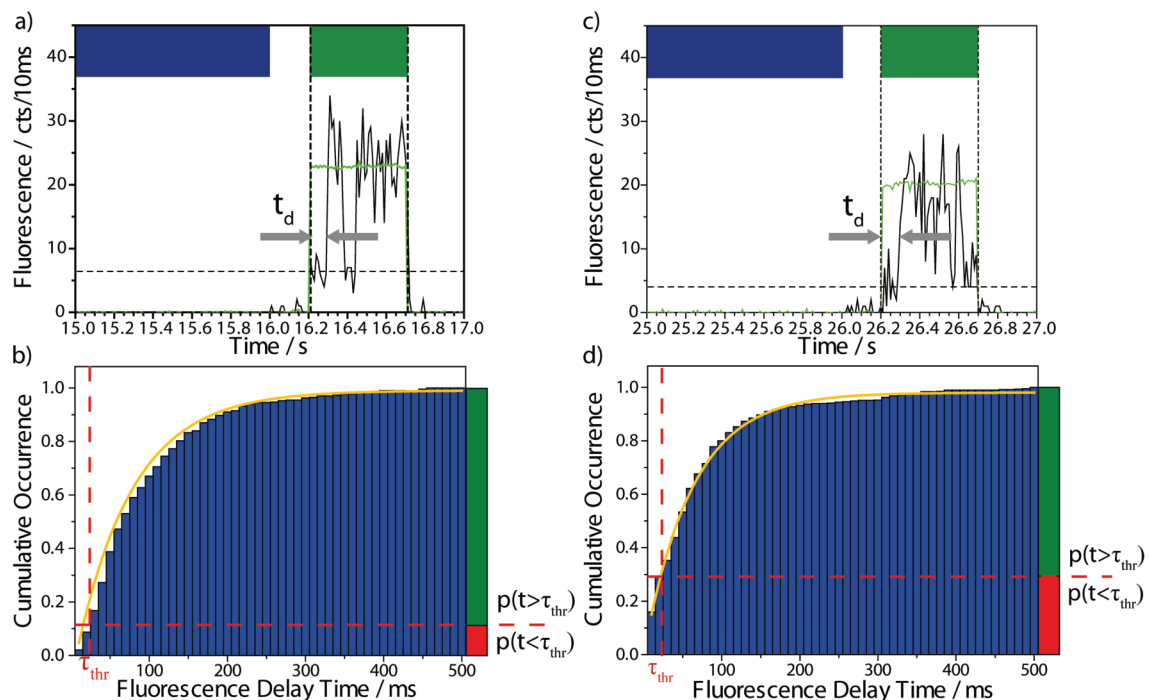 a)
Fluorescence / cts/10ms
40
30
20
10
0
t_d
15.0 15.2 15.4 15.6 15.8 16.0 16.2 16.4 16.6 16.8 17.0
Time / s
c)
Fluorescence / cts/10ms
40
30
20
10
0
t_d
25.0 25.2 25.4 25.6 25.8 26.0 26.2 26.4 26.6 26.8 27.0
Time / s
b)
Cumulative Occurrence
1.0
0.8
0.6
0.4
0.2
0.0
p(t>τ_thr)
p(t<τ_thr)
τ_thr
100 200 300 400 500
Fluorescence Delay Time / ms
d)
Cumulative Occurrence
1.0
0.8
0.6
0.4
0.2
0.0
p(t>τ_thr)
p(t<τ_thr)
τ_thr
100 200 300 400 500
Fluorescence Delay Time / ms